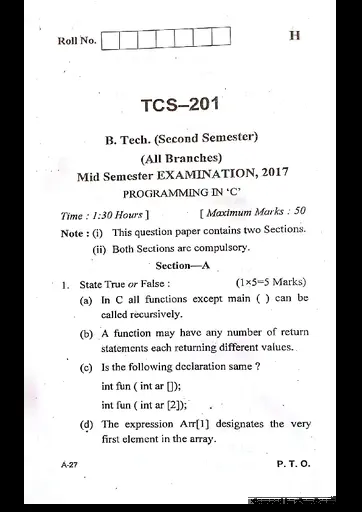 Roll No.
H
TCS–201
B. Tech. (Second Semester)
(All Branches)
Mid Semester EXAMINATION, 2017
PROGRAMMING IN ‘C’
Time : 1:30 Hours ] [ Maximum Marks : 50
Note : (i) This question paper contains two Sections.
(ii) Both Sections are compulsory.
Section—A
1. State True or False : (1×5=5 Marks)
(a) In C all functions except main ( ) can be
called recursively.
(b) A function may have any number of return
statements each returning different values.
(c) Is the following declaration same ?
int fun ( int ar []);
int fun ( int ar [2]);
(d) The expression Arr[1] designates the very
first element in the array.
A-27 P. T. O.